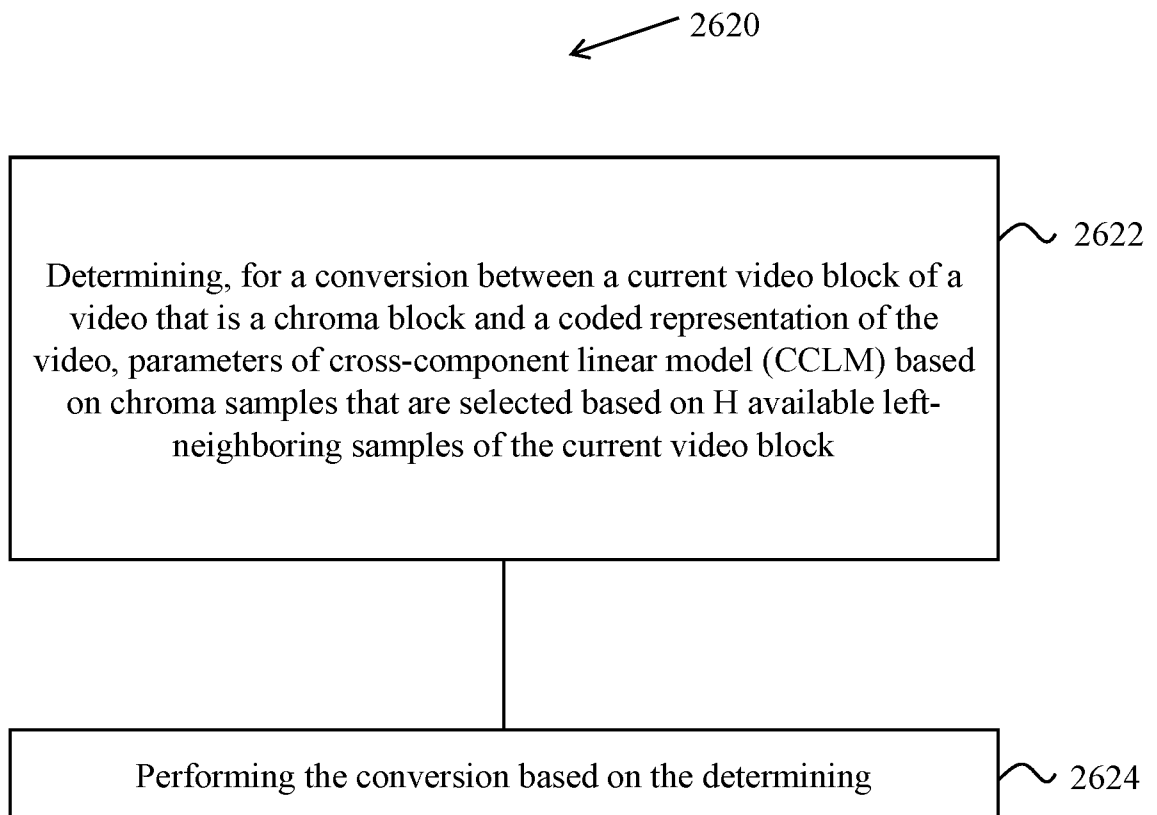 2620
Determining, for a conversion between a current video block of a
video that is a chroma block and a coded representation of the
video, parameters of cross-component linear model (CCLM) based
on chroma samples that are selected based on H available left-
neighboring samples of the current video block
2622
Performing the conversion based on the determining
2624